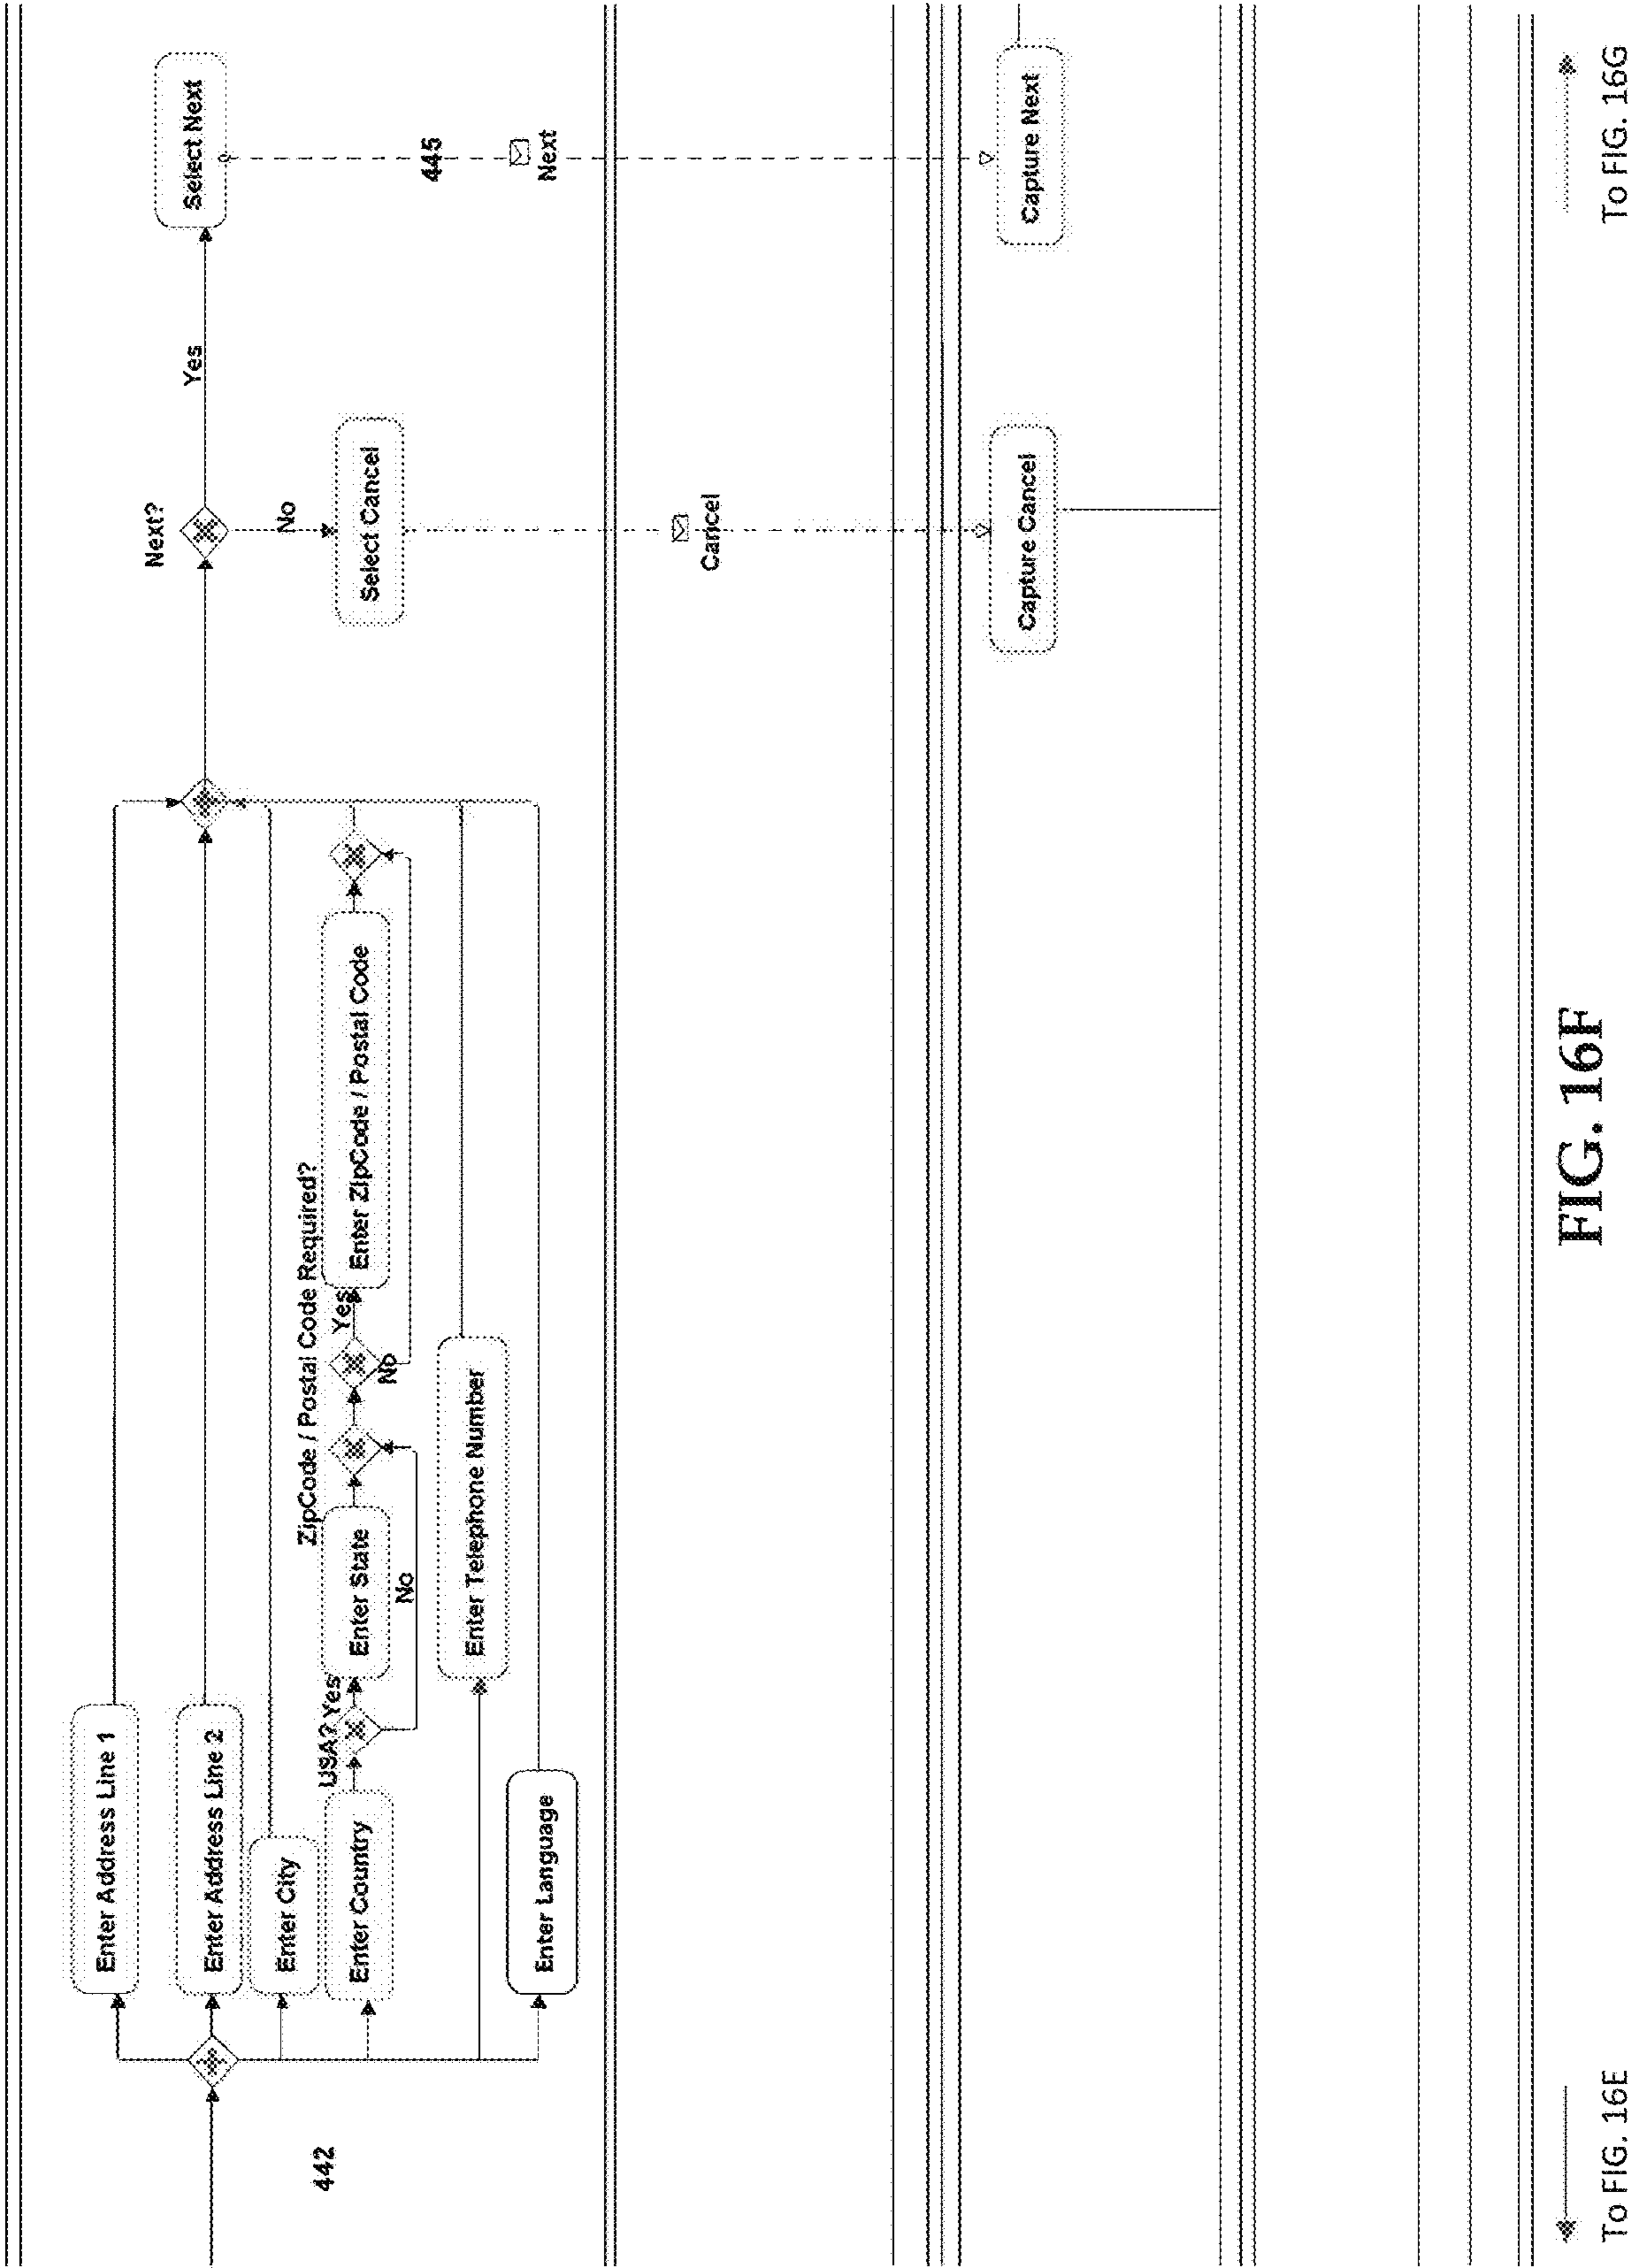 442
Enter Address Line 1
Enter Address Line 2
Enter City
Enter Country
USA?
Yes
Enter State
No
ZipCode / Postal Code Required?
Yes
No
Enter ZipCode / Postal Code
Enter Telephone Number
Enter Language
Next?
Yes
No
Select Cancel
Select Next
445
Next
Cancel
Capture Cancel
Capture Next
To FIG. 16E
FIG. 16F
To FIG. 16G